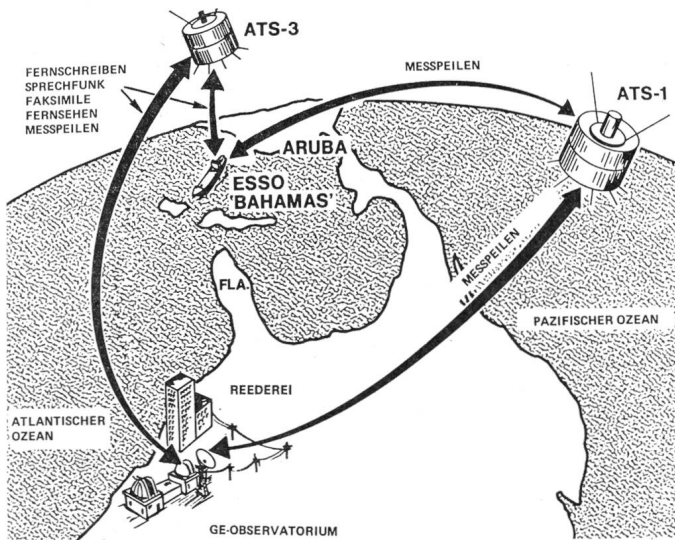 ATS-3
FERNSCHREIBEN
SPRECHFUNK
FAKSIMILE
FERNSEHEN
MESSPEILEN
MESSPEILEN
ATS-1
ARUBA
ESSO
'BAHAMAS'
MESSPEILEN
FLA.
PAZIFISCHER OZEAN
REEDEREI
ATLANTISCHER
OZEAN
GE-OBSERVATORIUM